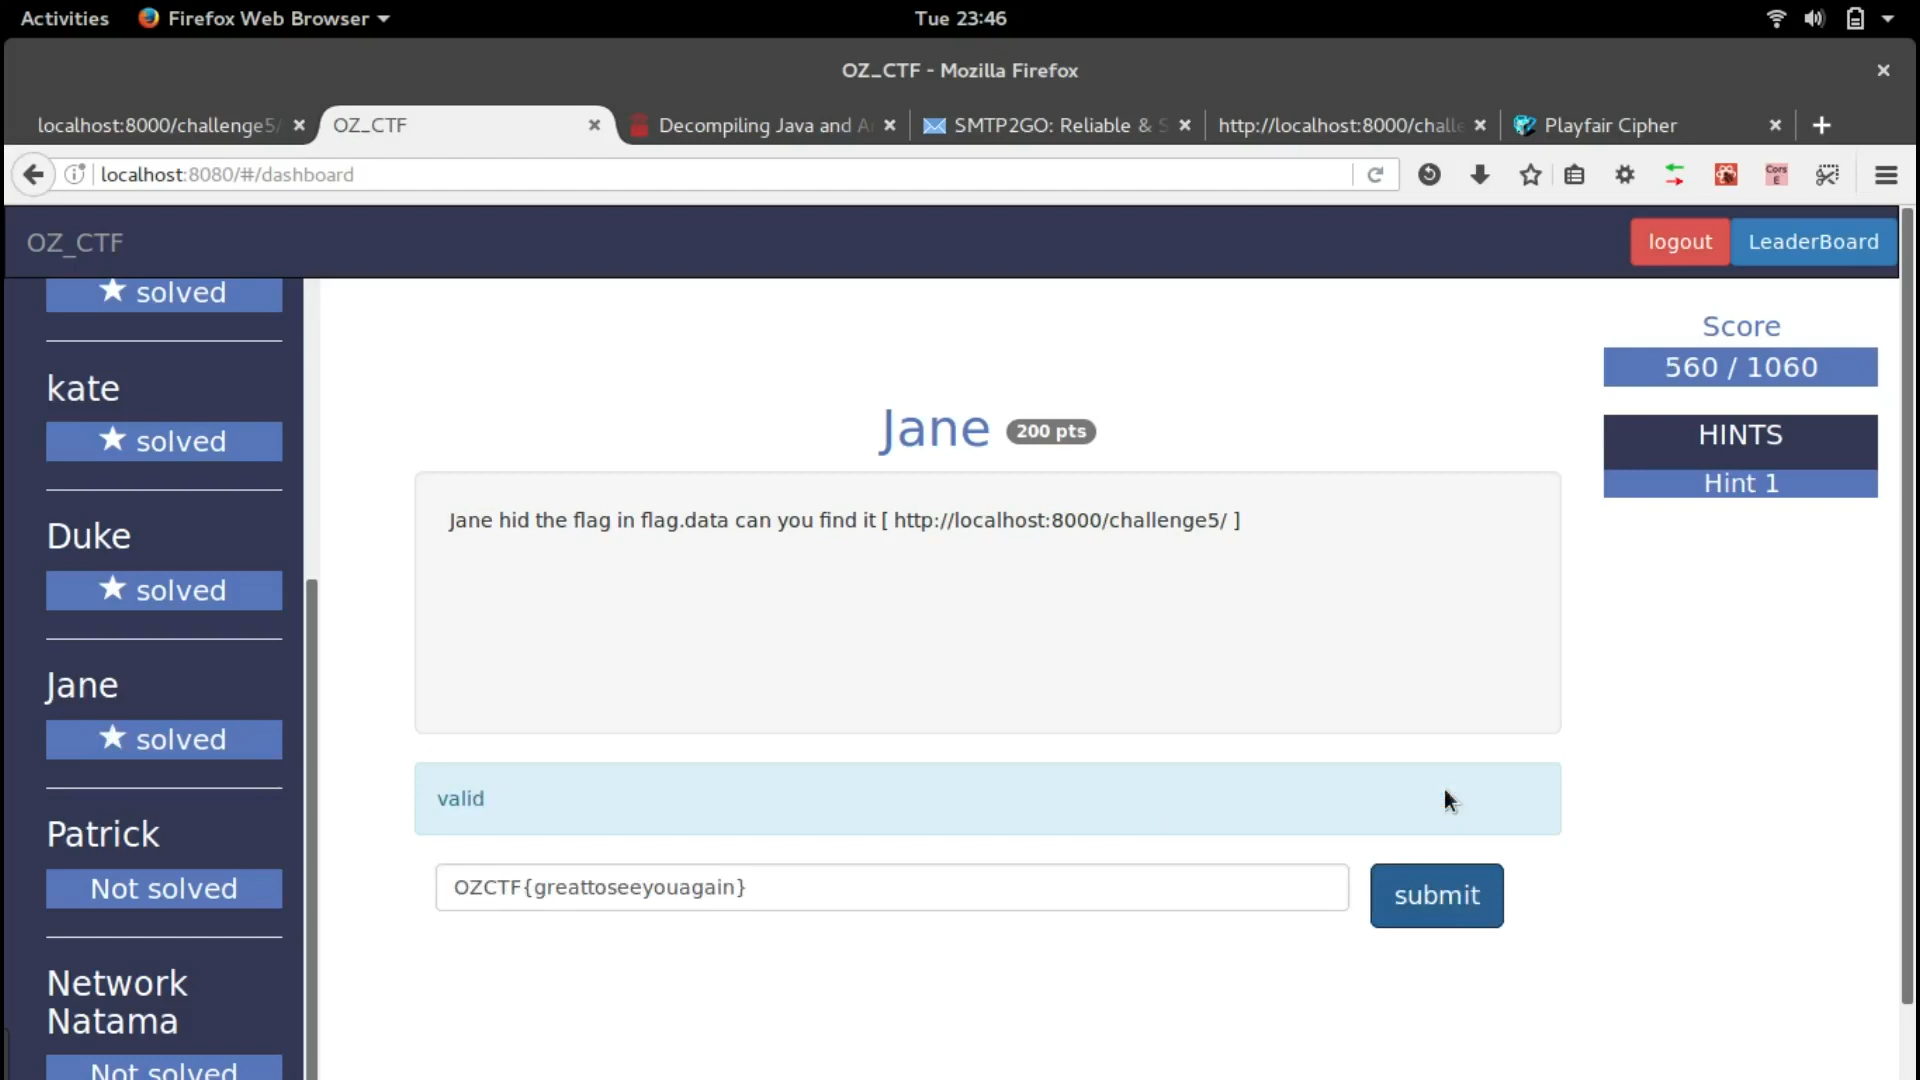 Activities Firefox Web Browser Tue 23:46
OZ_CTF - Mozilla Firefox
localhost:8000/challenge5/ OZ_CTF Decompiling Java and A SMTP2GO: Reliable & S http://localhost:8000/challe Playfair Cipher
localhost:8080/#/dashboard Cors E
OZ_CTF logout LeaderBoard
★ solved
kate
★ solved
Duke
★ solved
Jane
★ solved
Patrick
Not solved
Network
Natama
Not solved
Jane 200 pts
Jane hid the flag in flag.data can you find it [ http://localhost:8000/challenge5/ ]
valid
OZCTF{greattoseeyouagain} submit
Score
560 / 1060
HINTS
Hint 1